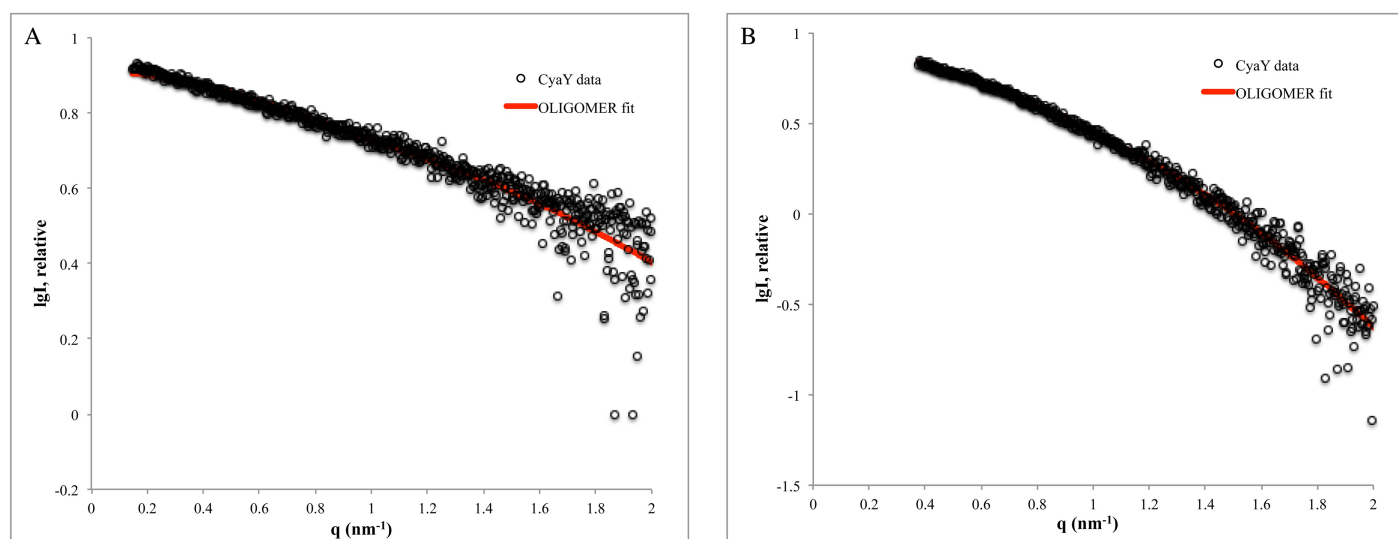 A
1
0.8
0.6
0.4
0.2
0
-0.2
lgI, relative
0 0.2 0.4 0.6 0.8 1 1.2 1.4 1.6 1.8 2
q (nm-1)
CyaY data
OLIGOMER fit
B
1
0.5
0
-0.5
-1
-1.5
lgI, relative
0 0.2 0.4 0.6 0.8 1 1.2 1.4 1.6 1.8 2
q (nm-1)
CyaY data
OLIGOMER fit